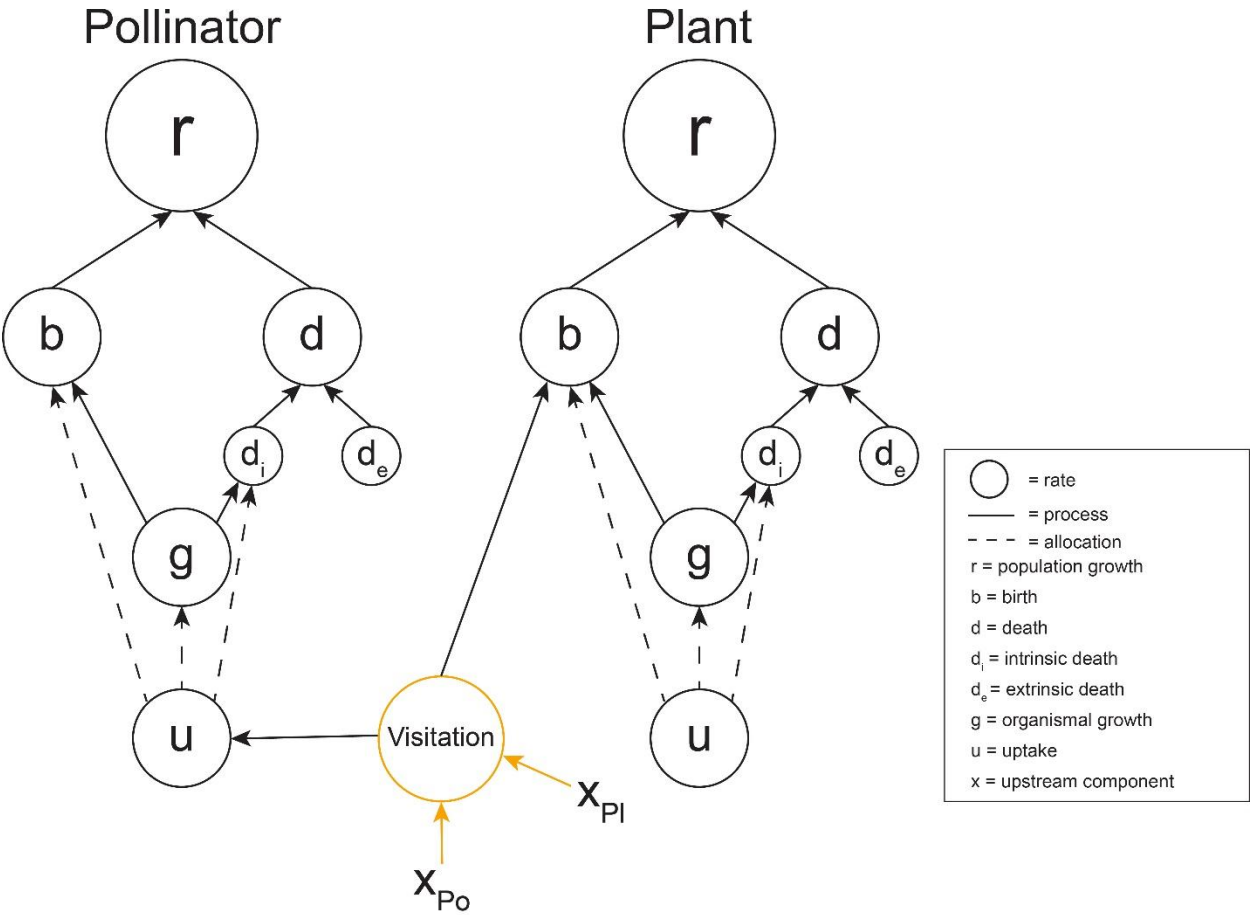 Pollinator
Plant
r
r
b
d
b
d
di
de
di
de
g
g
u
Visitation
u
xPl
xPo
= rate
= process
= allocation
r = population growth
b = birth
d = death
di = intrinsic death
de = extrinsic death
g = organismal growth
u = uptake
x = upstream component